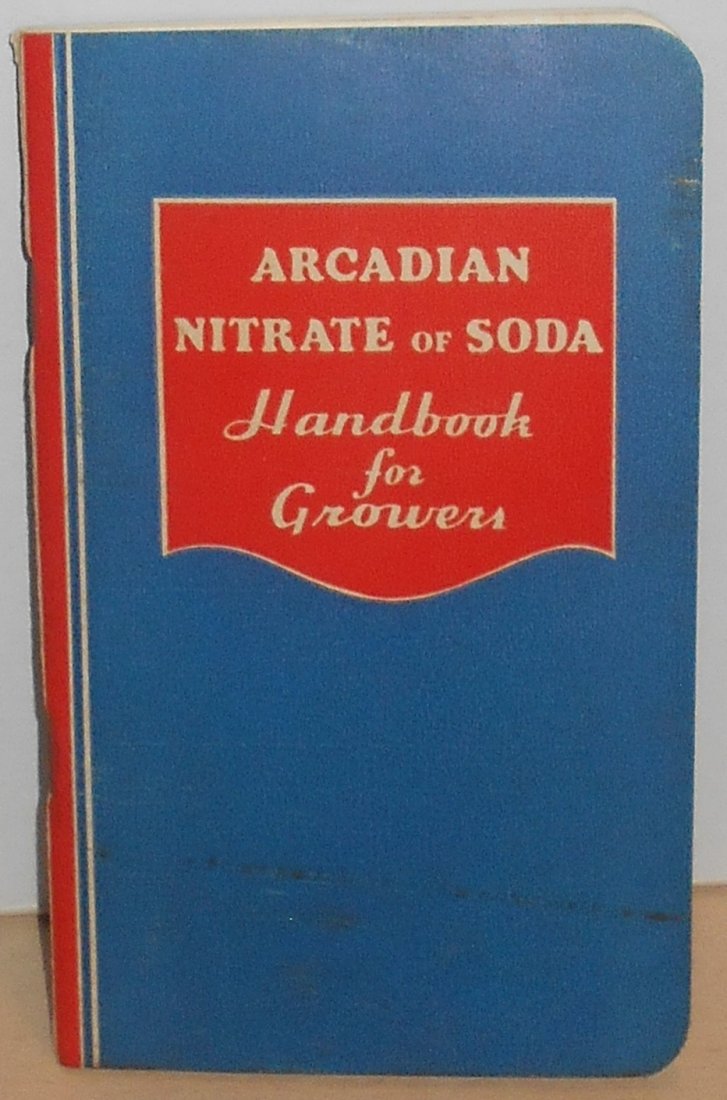 ARCADIAN
NITRATE OF SODA
Handbook
for
Growers